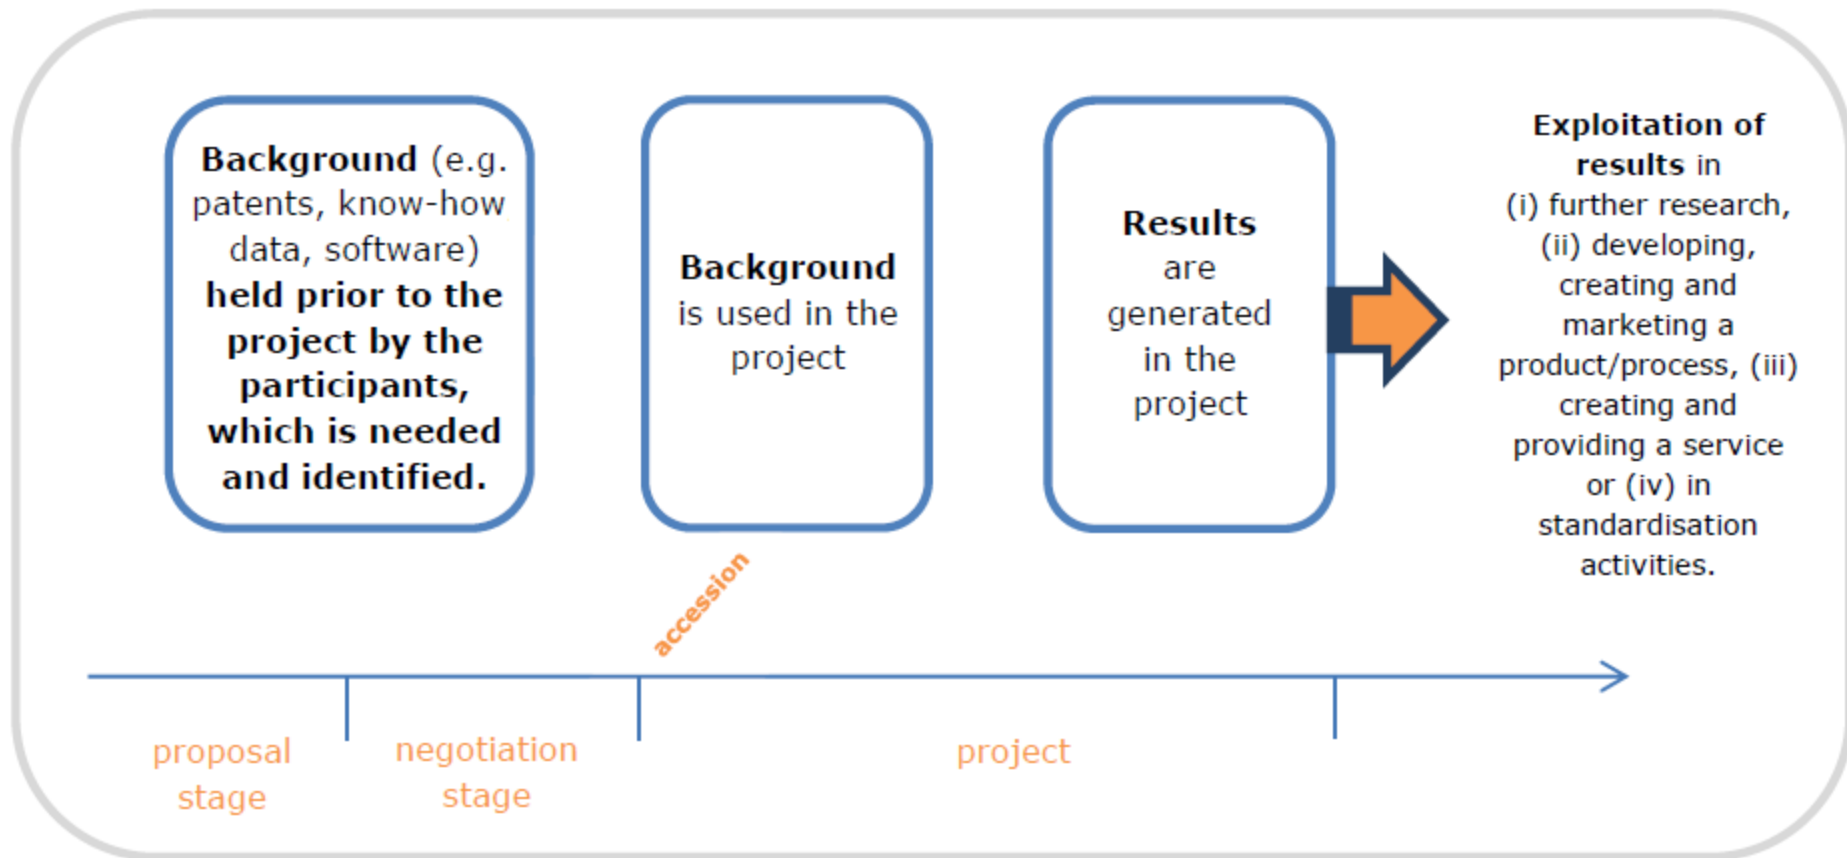 Background (e.g.
patents, know-how
data, software)
held prior to the
project by the
participants,
which is needed
and identified.
Background
is used in the
project
Results
are
generated
in the
project
Exploitation of
results in
(i) further research,
(ii) developing,
creating and
marketing a
product/process, (iii)
creating and
providing a service
or (iv) in
standardisation
activities.
accession
proposal
stage
negotiation
stage
project